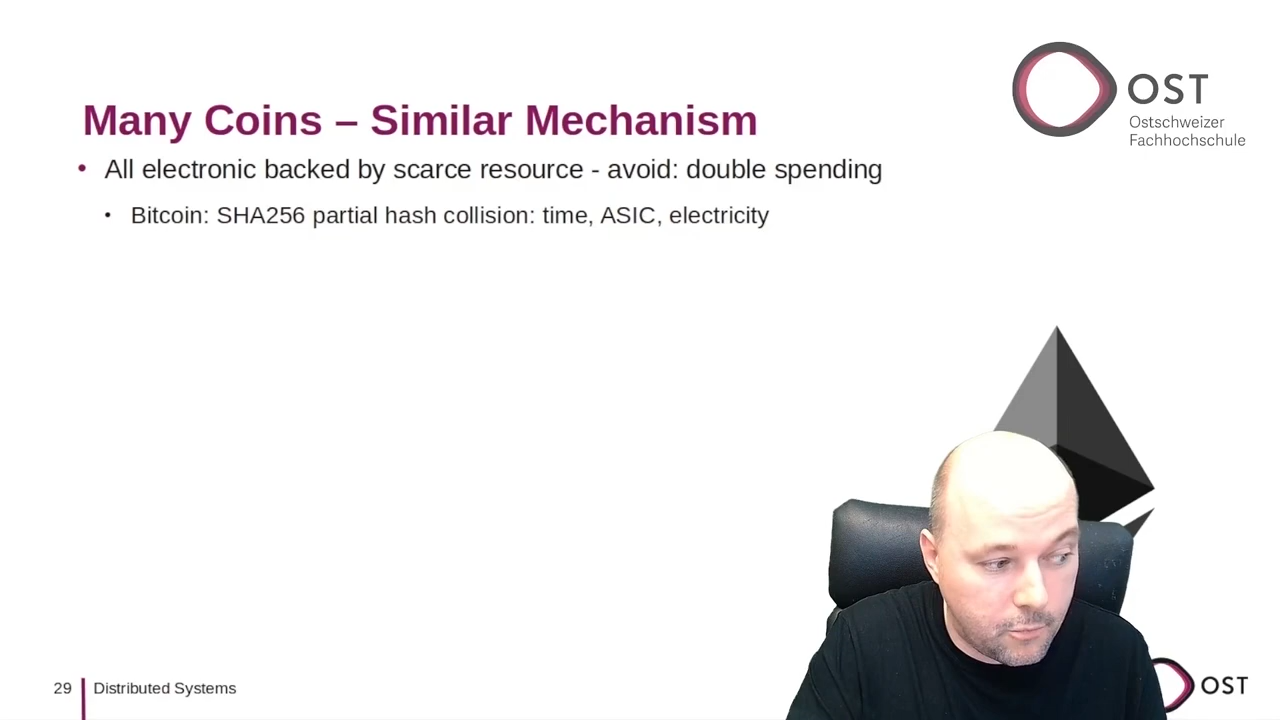 OST
Ostschweizer
Fachhochschule
Many Coins – Similar Mechanism
• All electronic backed by scarce resource - avoid: double spending
• Bitcoin: SHA256 partial hash collision: time, ASIC, electricity
29 Distributed Systems
OST